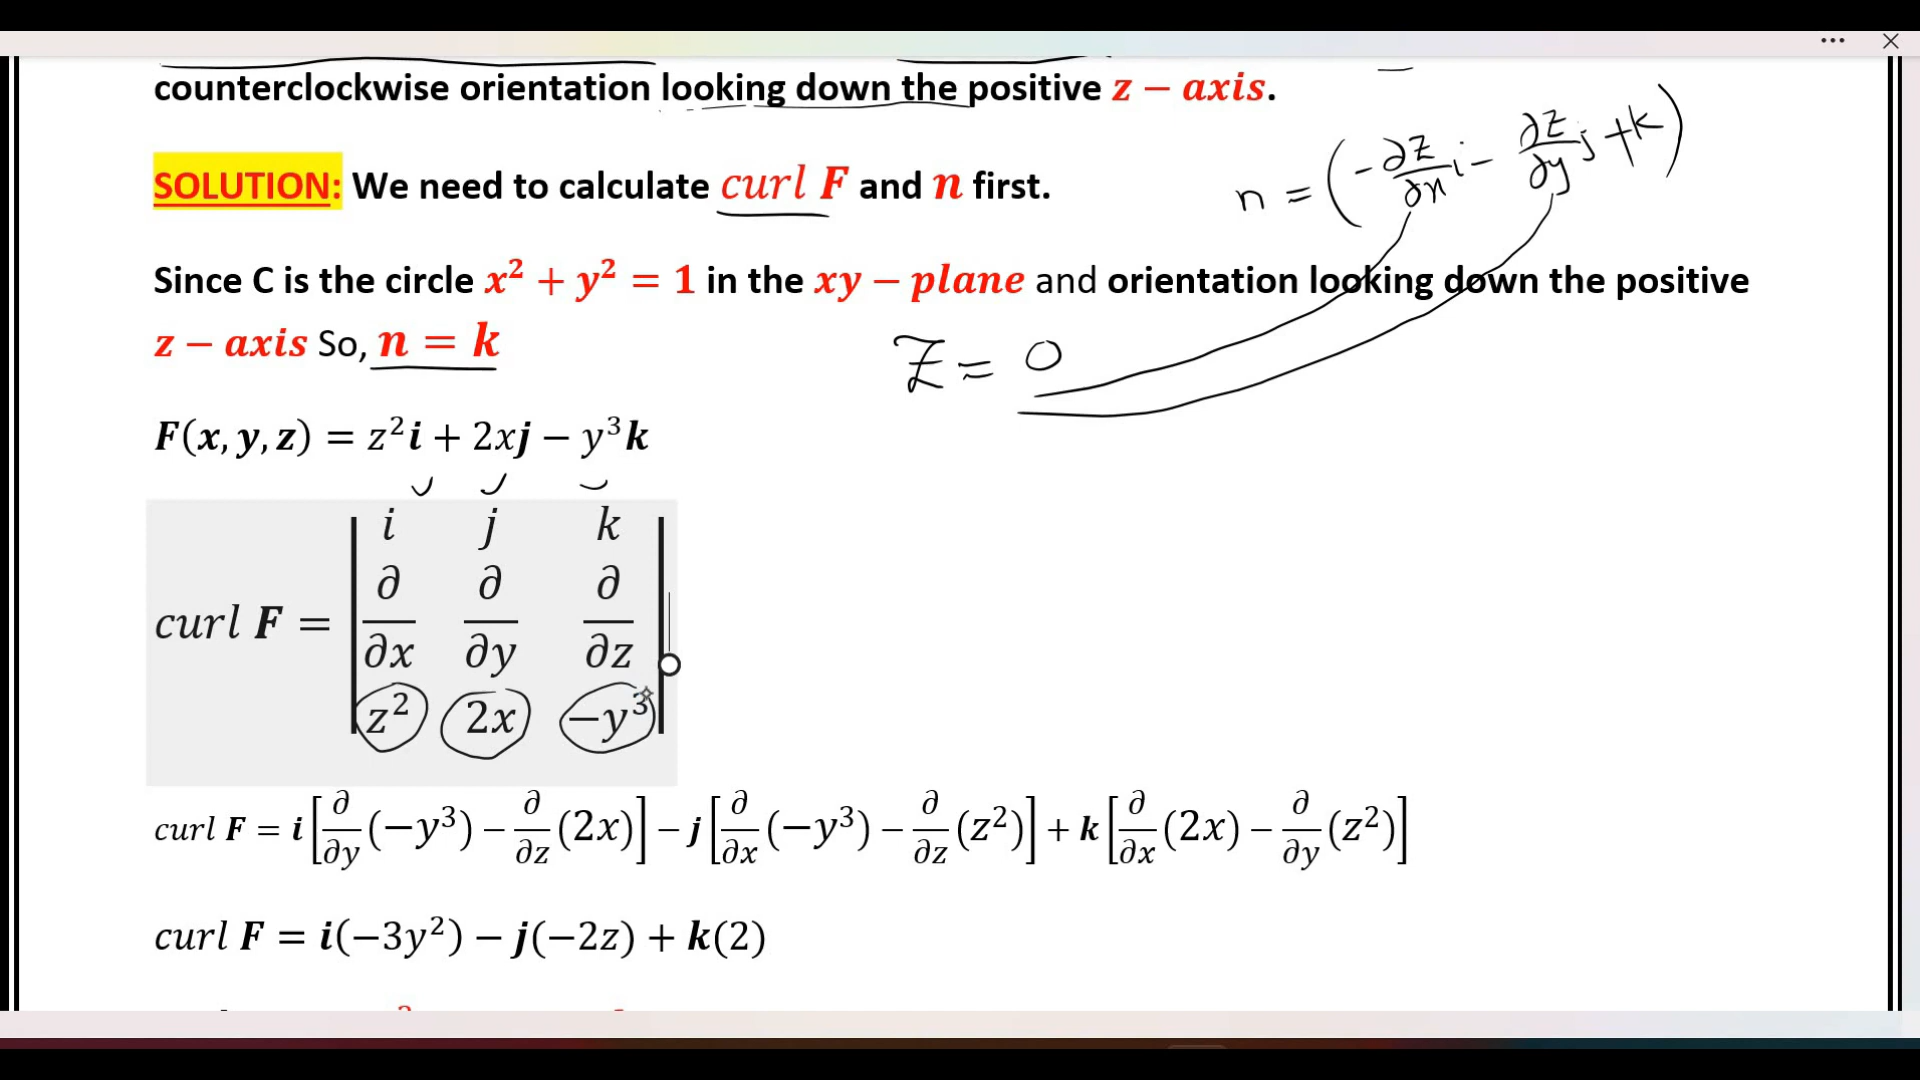 counterclockwise orientation looking down the positive z − axis.
n = (-∂z/∂x i - ∂z/∂y j + k)
SOLUTION: We need to calculate curl F and n first.
Since C is the circle x² + y² = 1 in the xy − plane and orientation looking down the positive
z − axis So, n = k
z = 0
F(x, y, z) = z²i + 2xj − y³k
i j k
∂ ∂ ∂
curl F =
∂x ∂y ∂z
z² 2x −y³
curl F = i[∂/∂y(−y³) − ∂/∂z(2x)] − j[∂/∂x(−y³) − ∂/∂z(z²)] + k[∂/∂x(2x) − ∂/∂y(z²)]
curl F = i(−3y²) − j(−2z) + k(2)